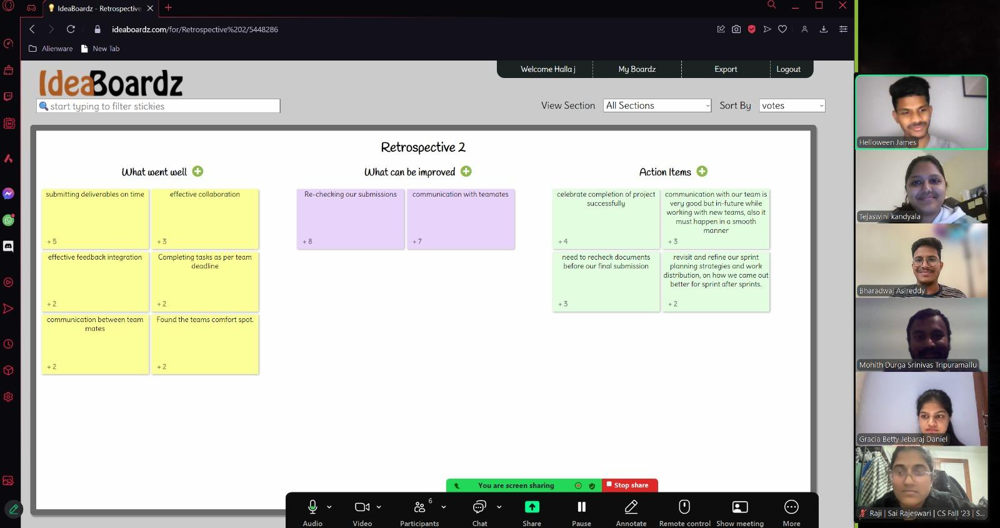 IdeaBoardz - Retrospective
ideaboardz.com/for/Retrospective%202/5448286
Alienware
New Tab
Welcome Halla j
My Boardz
Export
Logout
IdeaBoardz
start typing to filter stickies
View Section
All Sections
Sort By
votes
Retrospective 2
What went well
What can be improved
Action Items
submitting deliverables on time
+5
effective collaboration
+3
effective feedback integration
+2
Completing tasks as per team
deadline
+2
communication between team
mates
+2
Found the teams comfort spot.
+2
Re-checking our submissions
+8
communication with teamates
+7
celebrate completion of project
successfully
+4
communication with our team is
very good but in-future while
working with new teams, also it
must happen in a smooth
manner
+3
need to recheck documents
before our final submission
+3
revisit and refine our sprint
planning strategies and work
distribution, on how we came out
better for sprint after sprints.
+2
You are screen sharing
Stop share
Audio
Video
6
Participants
Chat
Share
Pause
Annotate
Remote control
Show meeting
More
Helloween James
Tejaswini kandyala
Bharadwaj Asireddy
Mohith Durga Srinivas Tripuramallu
Gracia Betty Jebaraj Daniel
Raji | Sai Rajeswari | CS Fall '23 | S...